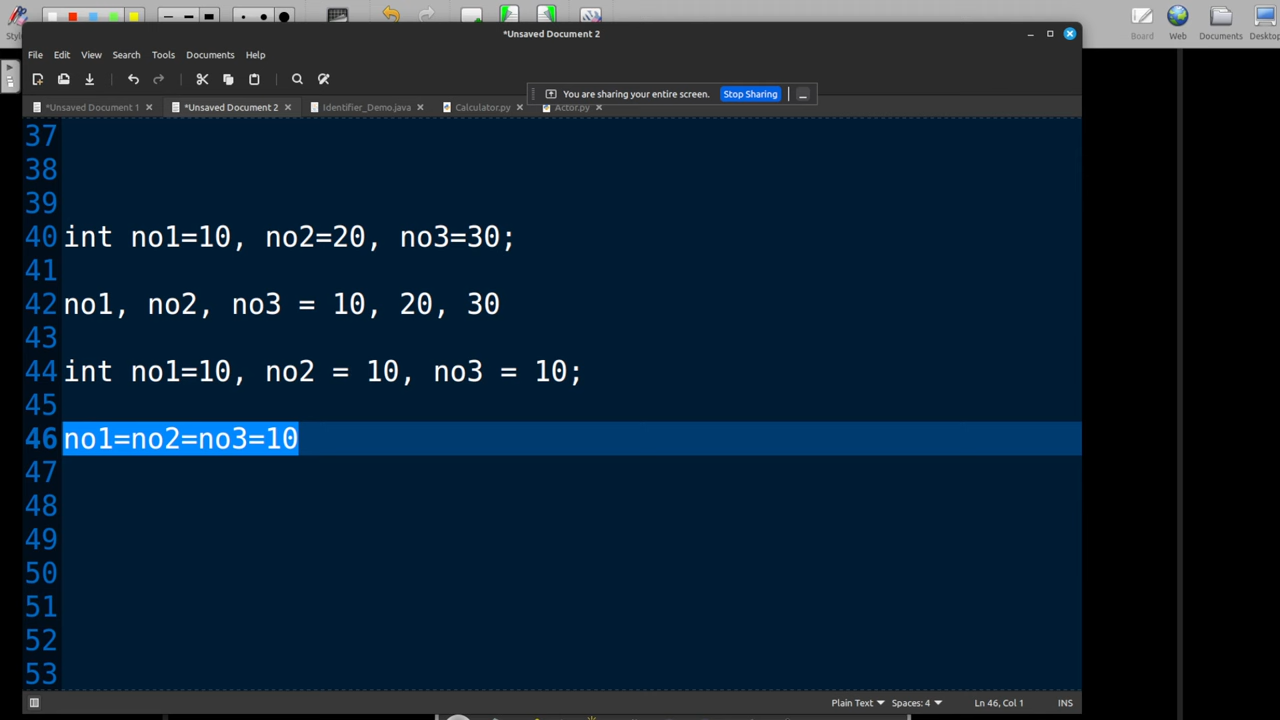 Style
Board
Web
Documents
Desktop
*Unsaved Document 2
File Edit View Search Tools Documents Help
You are sharing your entire screen. Stop Sharing
*Unsaved Document 1
*Unsaved Document 2
Identifier_Demo.java
Calculator.py
Actor.py
37
38
39
40 int no1=10, no2=20, no3=30;
41
42 no1, no2, no3 = 10, 20, 30
43
44 int no1=10, no2 = 10, no3 = 10;
45
46 no1=no2=no3=10
47
48
49
50
51
52
53
Plain Text Spaces: 4 Ln 46, Col 1 INS